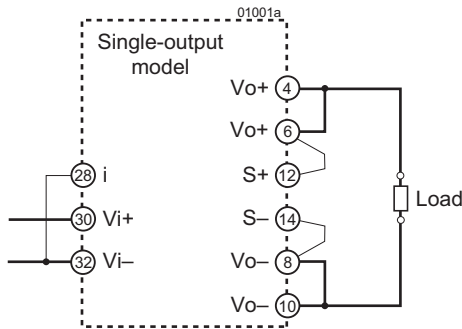 01001a
Single-output
model
Vo+ 4
Vo+ 6
28 i
S+ 12
30 Vi+
S– 14
Load
32 Vi–
Vo– 8
Vo– 10